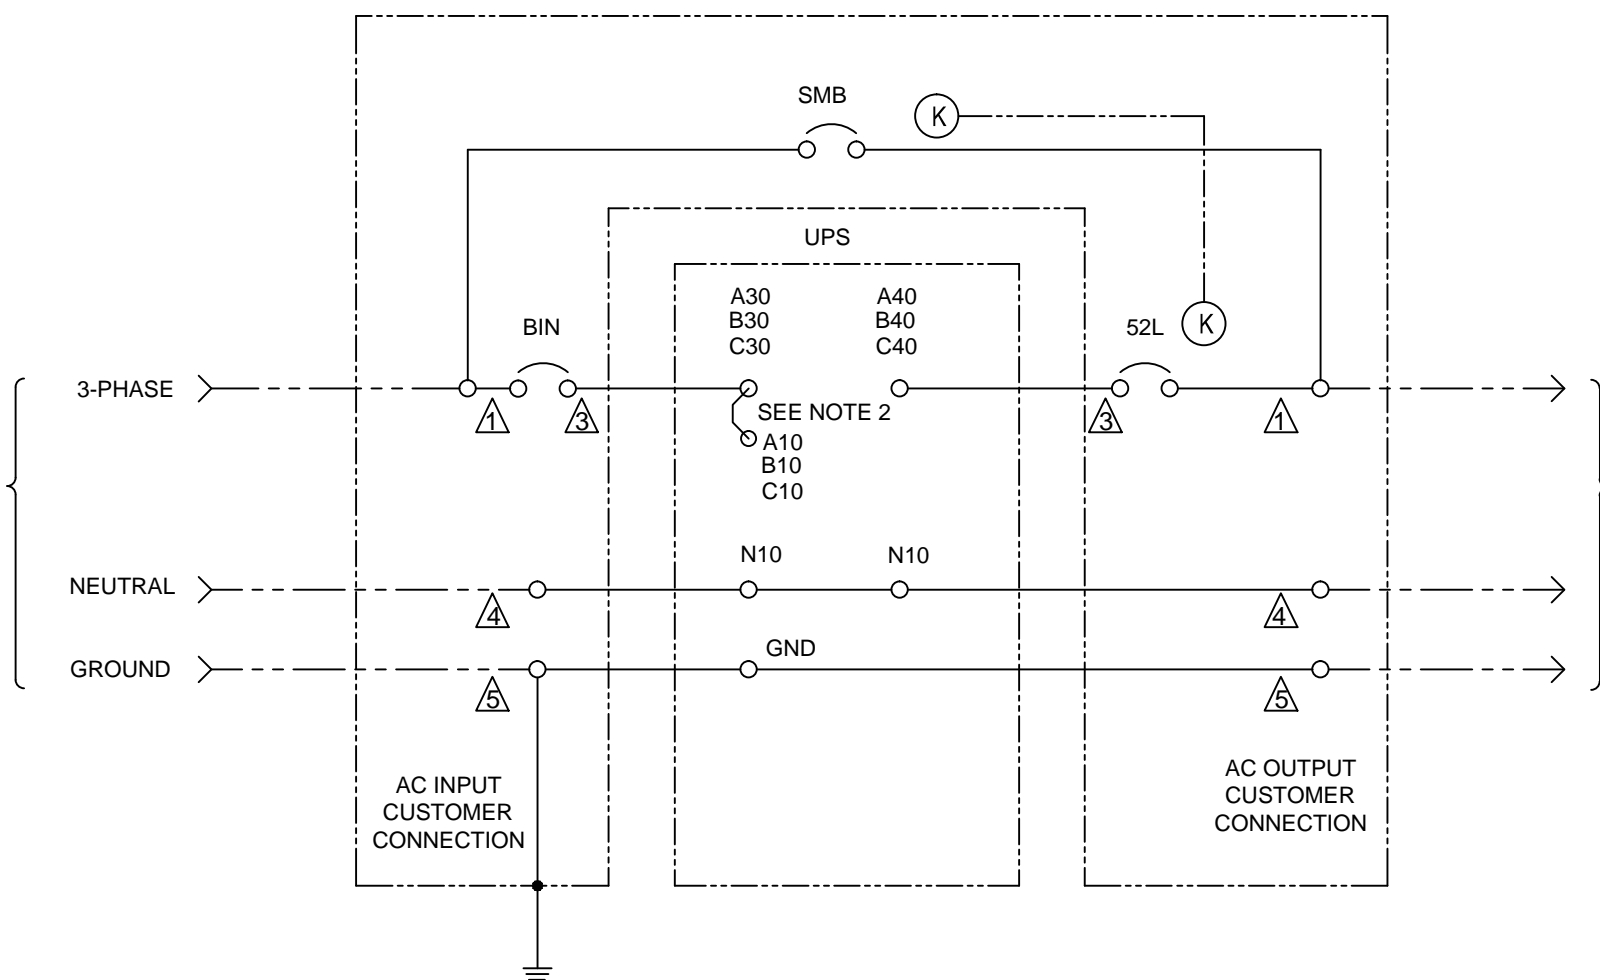 SMB
K
UPS
A30
B30
C30
A40
B40
C40
BIN
52L
K
3-PHASE
1
3
SEE NOTE 2
3
1
A10
B10
C10
N10
N10
NEUTRAL
4
4
GND
GROUND
5
5
AC INPUT
CUSTOMER
CONNECTION
AC OUTPUT
CUSTOMER
CONNECTION